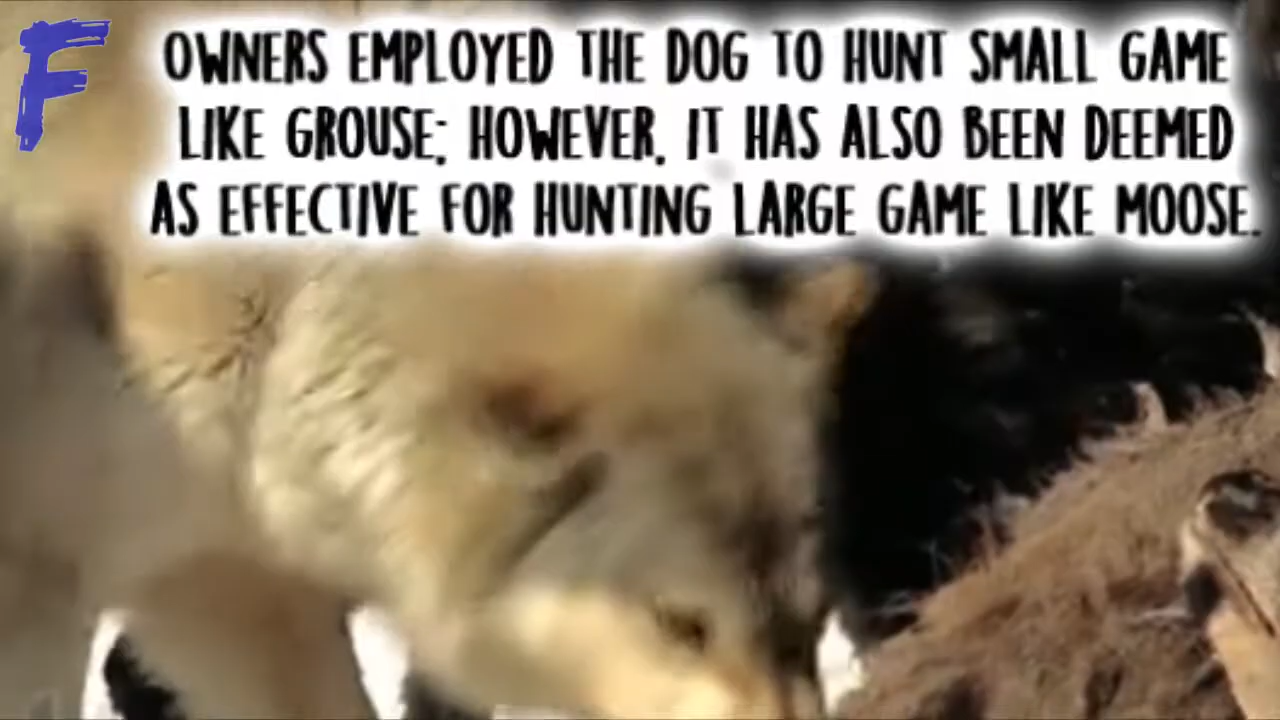 F
OWNERS EMPLOYED THE DOG TO HUNT SMALL GAME
LIKE GROUSE; HOWEVER, IT HAS ALSO BEEN DEEMED
AS EFFECTIVE FOR HUNTING LARGE GAME LIKE MOOSE.